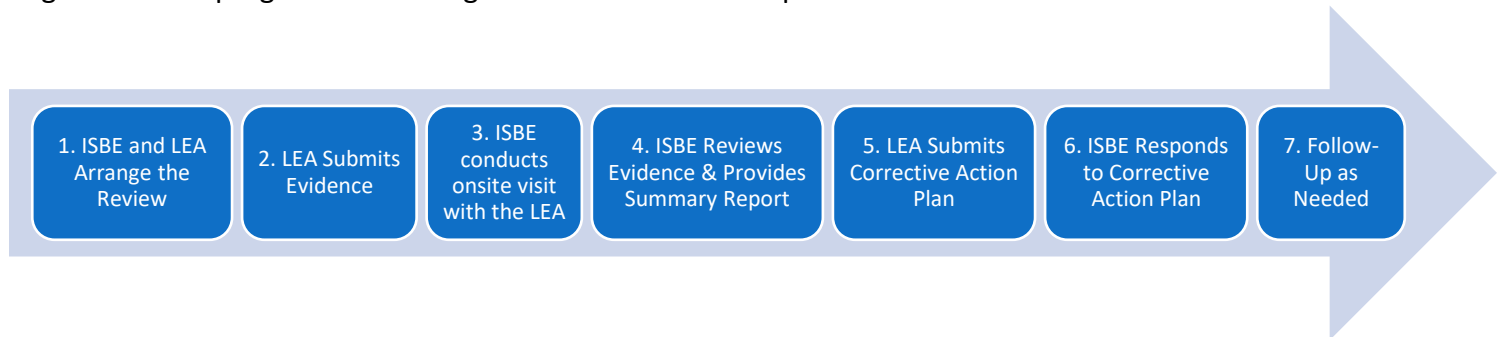 1. ISBE and LEA
Arrange the
Review
2. LEA Submits
Evidence
3. ISBE
conducts
onsite visit
with the LEA
4. ISBE Reviews
Evidence & Provides
Summary Report
5. LEA Submits
Corrective Action
Plan
6. ISBE Responds
to Corrective
Action Plan
7. Follow-
Up as
Needed